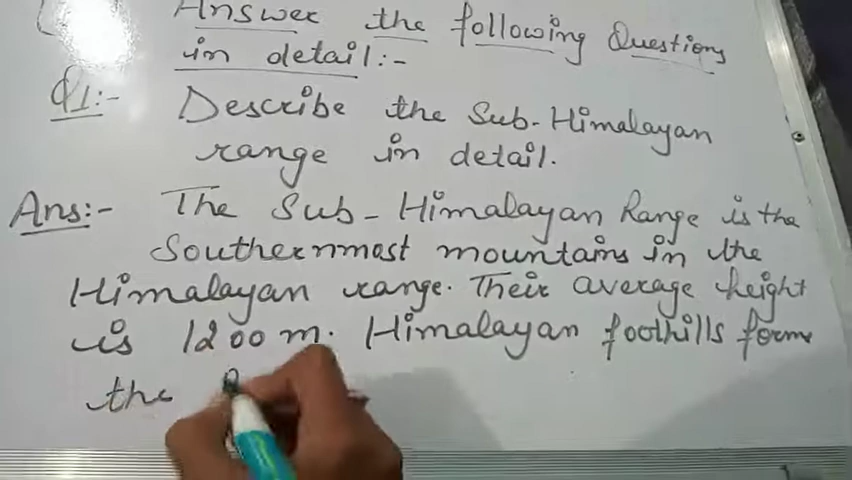 Answer the following Questions
in detail:-
Q1:- Describe the Sub-Himalayan
range in detail.
Ans:- The Sub-Himalayan Range is the
Southernmost mountains in the
Himalayan range. Their average height
is 1200 m. Himalayan foothills form
the